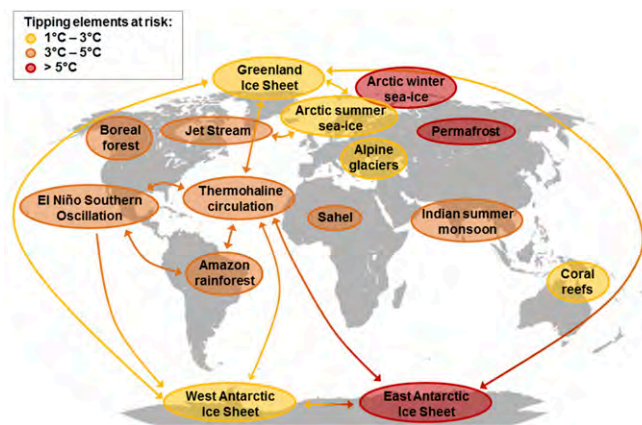 Tipping elements at risk:
1°C – 3°C
3°C – 5°C
> 5°C
Greenland
Ice Sheet
Arctic winter
sea-ice
Arctic summer
sea-ice
Boreal
forest
Jet Stream
Permafrost
Alpine
glaciers
El Niño Southern
Oscillation
Thermohaline
circulation
Sahel
Indian summer
monsoon
Amazon
rainforest
Coral
reefs
West Antarctic
Ice Sheet
East Antarctic
Ice Sheet